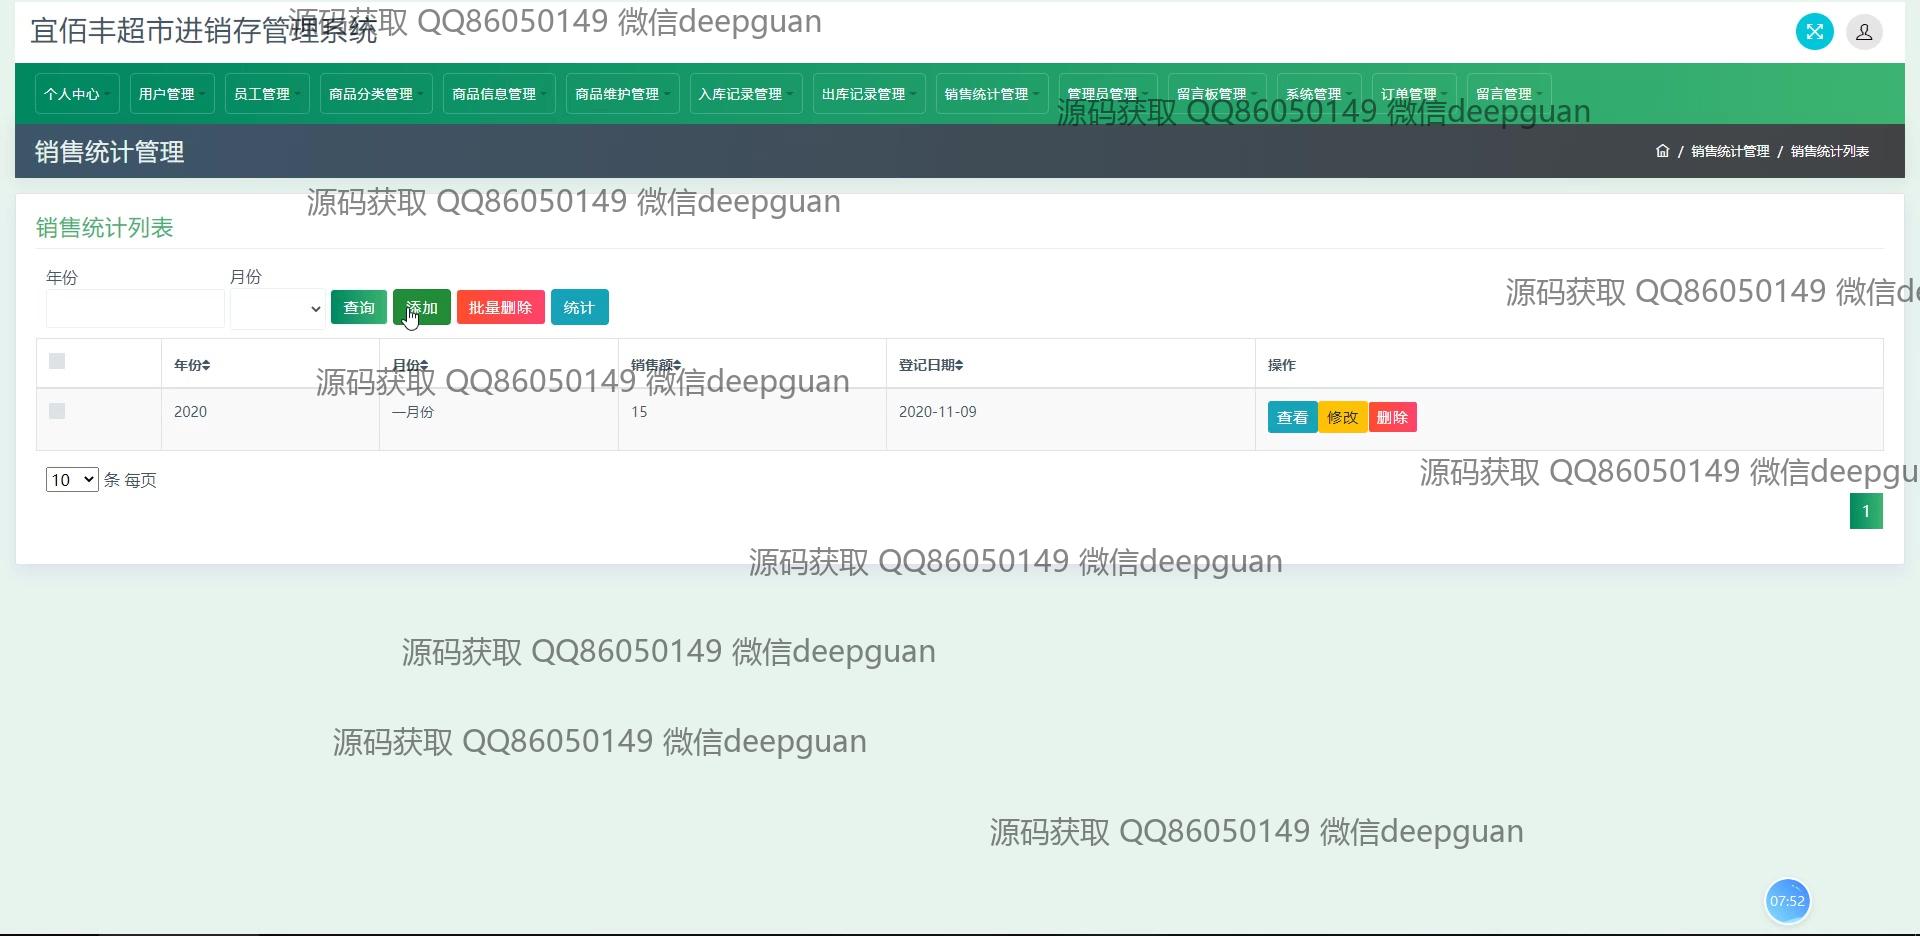 宜佰丰超市进销存管理系统
源码获取 QQ86050149 微信deepguan
个人中心 用户管理 员工管理 商品分类管理 商品信息管理 商品维护管理 入库记录管理 出库记录管理 销售统计管理 管理员管理 留言板管理 系统管理 订单管理 留言管理
源码获取 QQ86050149 微信deepguan
销售统计管理
/ 销售统计管理 / 销售统计列表
源码获取 QQ86050149 微信deepguan
销售统计列表
年份 月份
源码获取 QQ86050149 微信de
查询 添加 批量删除 统计
年份 月份 销售额 登记日期 操作
源码获取 QQ86050149 微信deepguan
2020 一月份 15 2020-11-09 查看 修改 删除
源码获取 QQ86050149 微信deepgu
10 条 每页
1
源码获取 QQ86050149 微信deepguan
源码获取 QQ86050149 微信deepguan
源码获取 QQ86050149 微信deepguan
源码获取 QQ86050149 微信deepguan
07:52